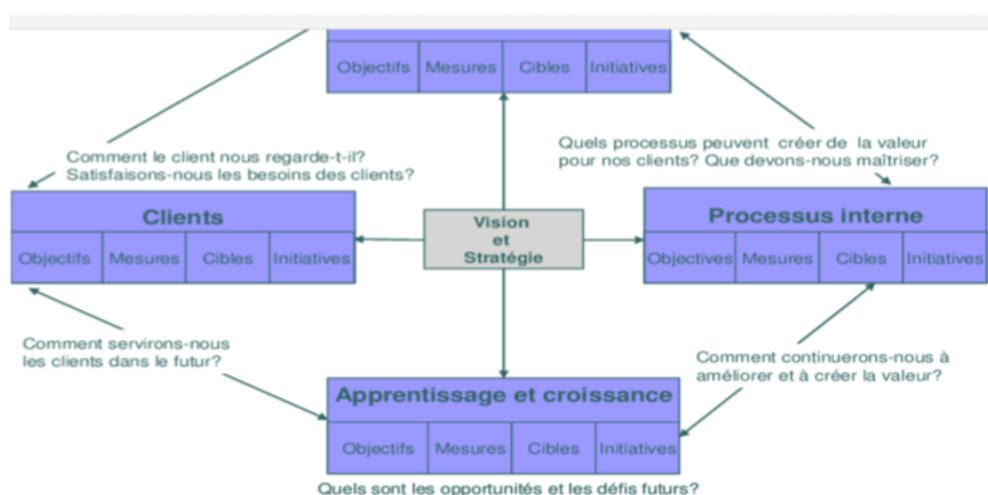 Objectifs Mesures Cibles Initiatives
Comment le client nous regarde-t-il?
Satisfaisons-nous les besoins des clients?
Quels processus peuvent créer de la valeur
pour nos clients? Que devons-nous maîtriser?
Clients
Objectifs Mesures Cibles Initiatives
Vision
et
Stratégie
Processus interne
Objectives Mesures Cibles Initiatives
Comment servirons-nous
les clients dans le futur?
Comment continuerons-nous à
améliorer et à créer la valeur?
Apprentissage et croissance
Objectifs Mesures Cibles Initiatives
Quels sont les opportunités et les défis futurs?